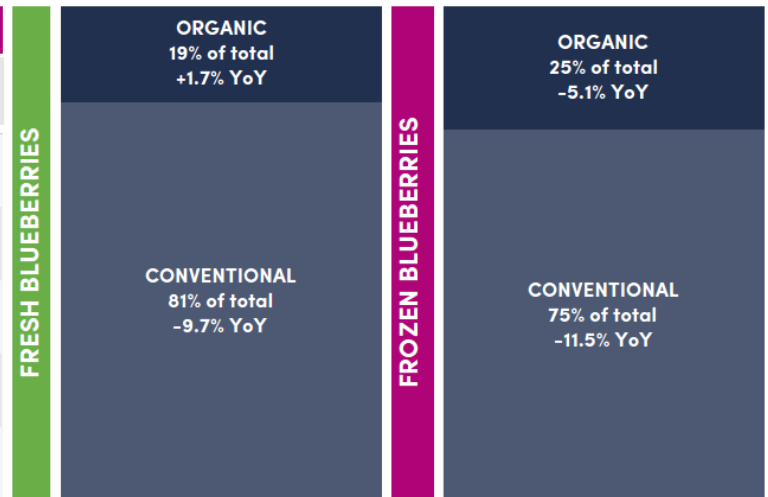 FRESH BLUEBERRIES
ORGANIC
19% of total
+1.7% YoY
CONVENTIONAL
81% of total
-9.7% YoY
FROZEN BLUEBERRIES
ORGANIC
25% of total
-5.1% YoY
CONVENTIONAL
75% of total
-11.5% YoY